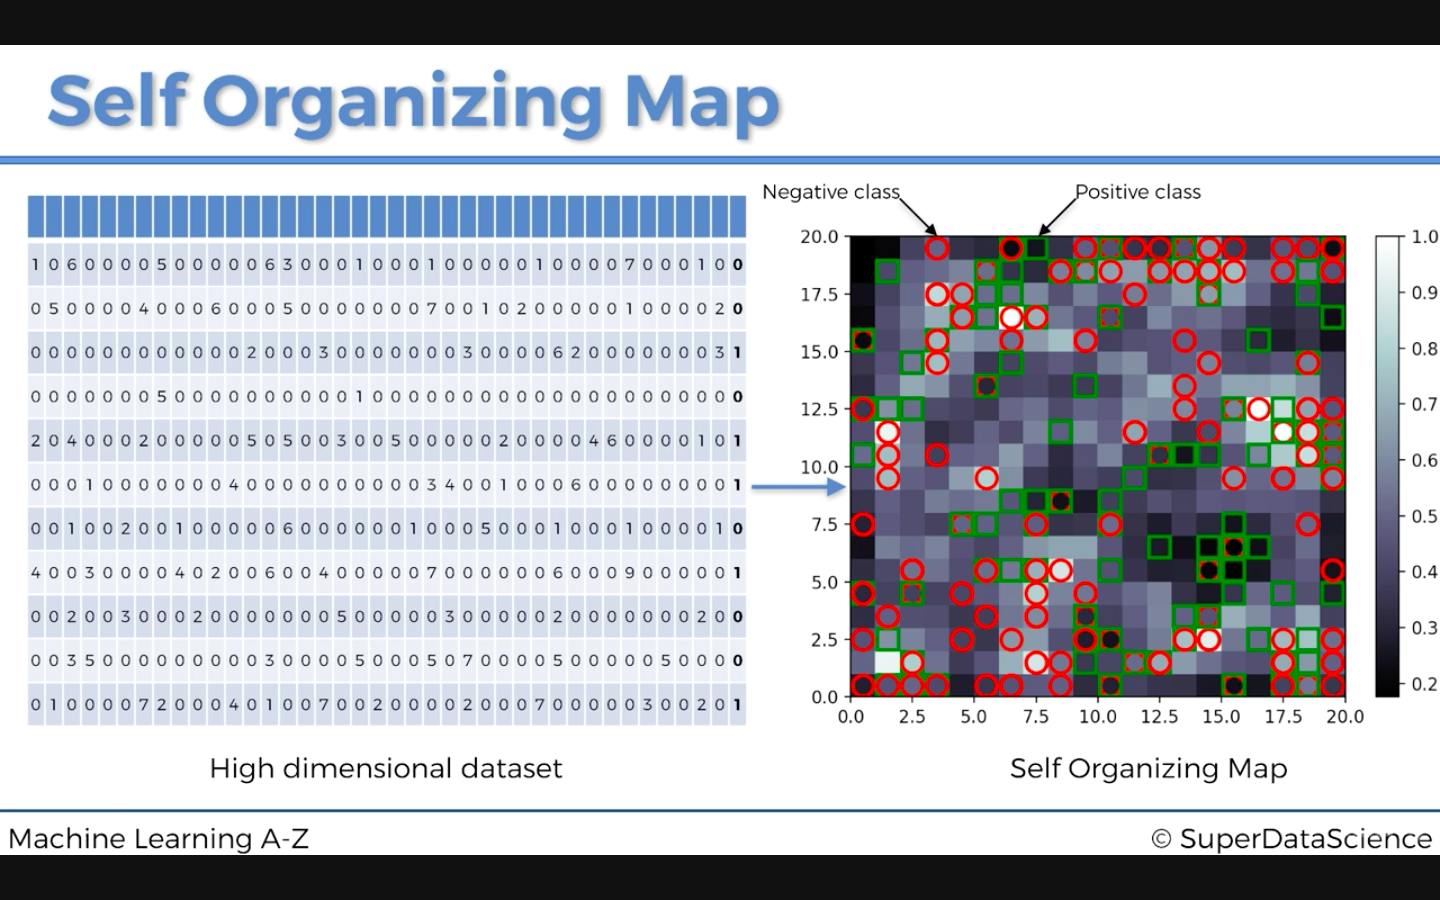 Self Organizing Map
Negative class
Positive class
1 0 6 0 0 0 0 5 0 0 0 0 0 6 3 0 0 0 1 0 0 0 1 0 0 0 0 0 1 0 0 0 0 7 0 0 0 1 0 0
0 5 0 0 0 0 4 0 0 0 6 0 0 0 5 0 0 0 0 0 0 0 7 0 0 1 0 2 0 0 0 0 0 1 0 0 0 0 2 0
0 0 0 0 0 0 0 0 0 0 0 0 2 0 0 0 3 0 0 0 0 0 0 0 3 0 0 0 0 6 2 0 0 0 0 0 0 0 3 1
0 0 0 0 0 0 0 5 0 0 0 0 0 0 0 0 0 0 1 0 0 0 0 0 0 0 0 0 0 0 0 0 0 0 0 0 0 0 0 0
2 0 4 0 0 0 2 0 0 0 0 0 5 0 5 0 0 3 0 0 5 0 0 0 0 0 2 0 0 0 0 4 6 0 0 0 0 1 0 1
0 0 0 1 0 0 0 0 0 0 0 4 0 0 0 0 0 0 0 0 0 0 3 4 0 0 1 0 0 0 6 0 0 0 0 0 0 0 0 1
0 0 1 0 0 2 0 0 1 0 0 0 0 0 6 0 0 0 0 0 0 1 0 0 0 5 0 0 0 1 0 0 0 1 0 0 0 0 1 0
4 0 0 3 0 0 0 0 4 0 2 0 0 6 0 0 4 0 0 0 0 0 7 0 0 0 0 0 0 6 0 0 0 9 0 0 0 0 0 1
0 0 2 0 0 3 0 0 0 2 0 0 0 0 0 0 0 5 0 0 0 0 0 3 0 0 0 0 0 2 0 0 0 0 0 0 0 2 0 0
0 0 3 5 0 0 0 0 0 0 0 0 0 3 0 0 0 0 5 0 0 0 5 0 7 0 0 0 0 5 0 0 0 0 0 5 0 0 0 0
0 1 0 0 0 0 7 2 0 0 0 4 0 1 0 0 7 0 0 2 0 0 0 0 2 0 0 0 7 0 0 0 0 0 3 0 0 2 0 1
High dimensional dataset
20.0
17.5
15.0
12.5
10.0
7.5
5.0
2.5
0.0
0.0 2.5 5.0 7.5 10.0 12.5 15.0 17.5 20.0
1.0
0.9
0.8
0.7
0.6
0.5
0.4
0.3
0.2
Self Organizing Map
Machine Learning A-Z
© SuperDataScience